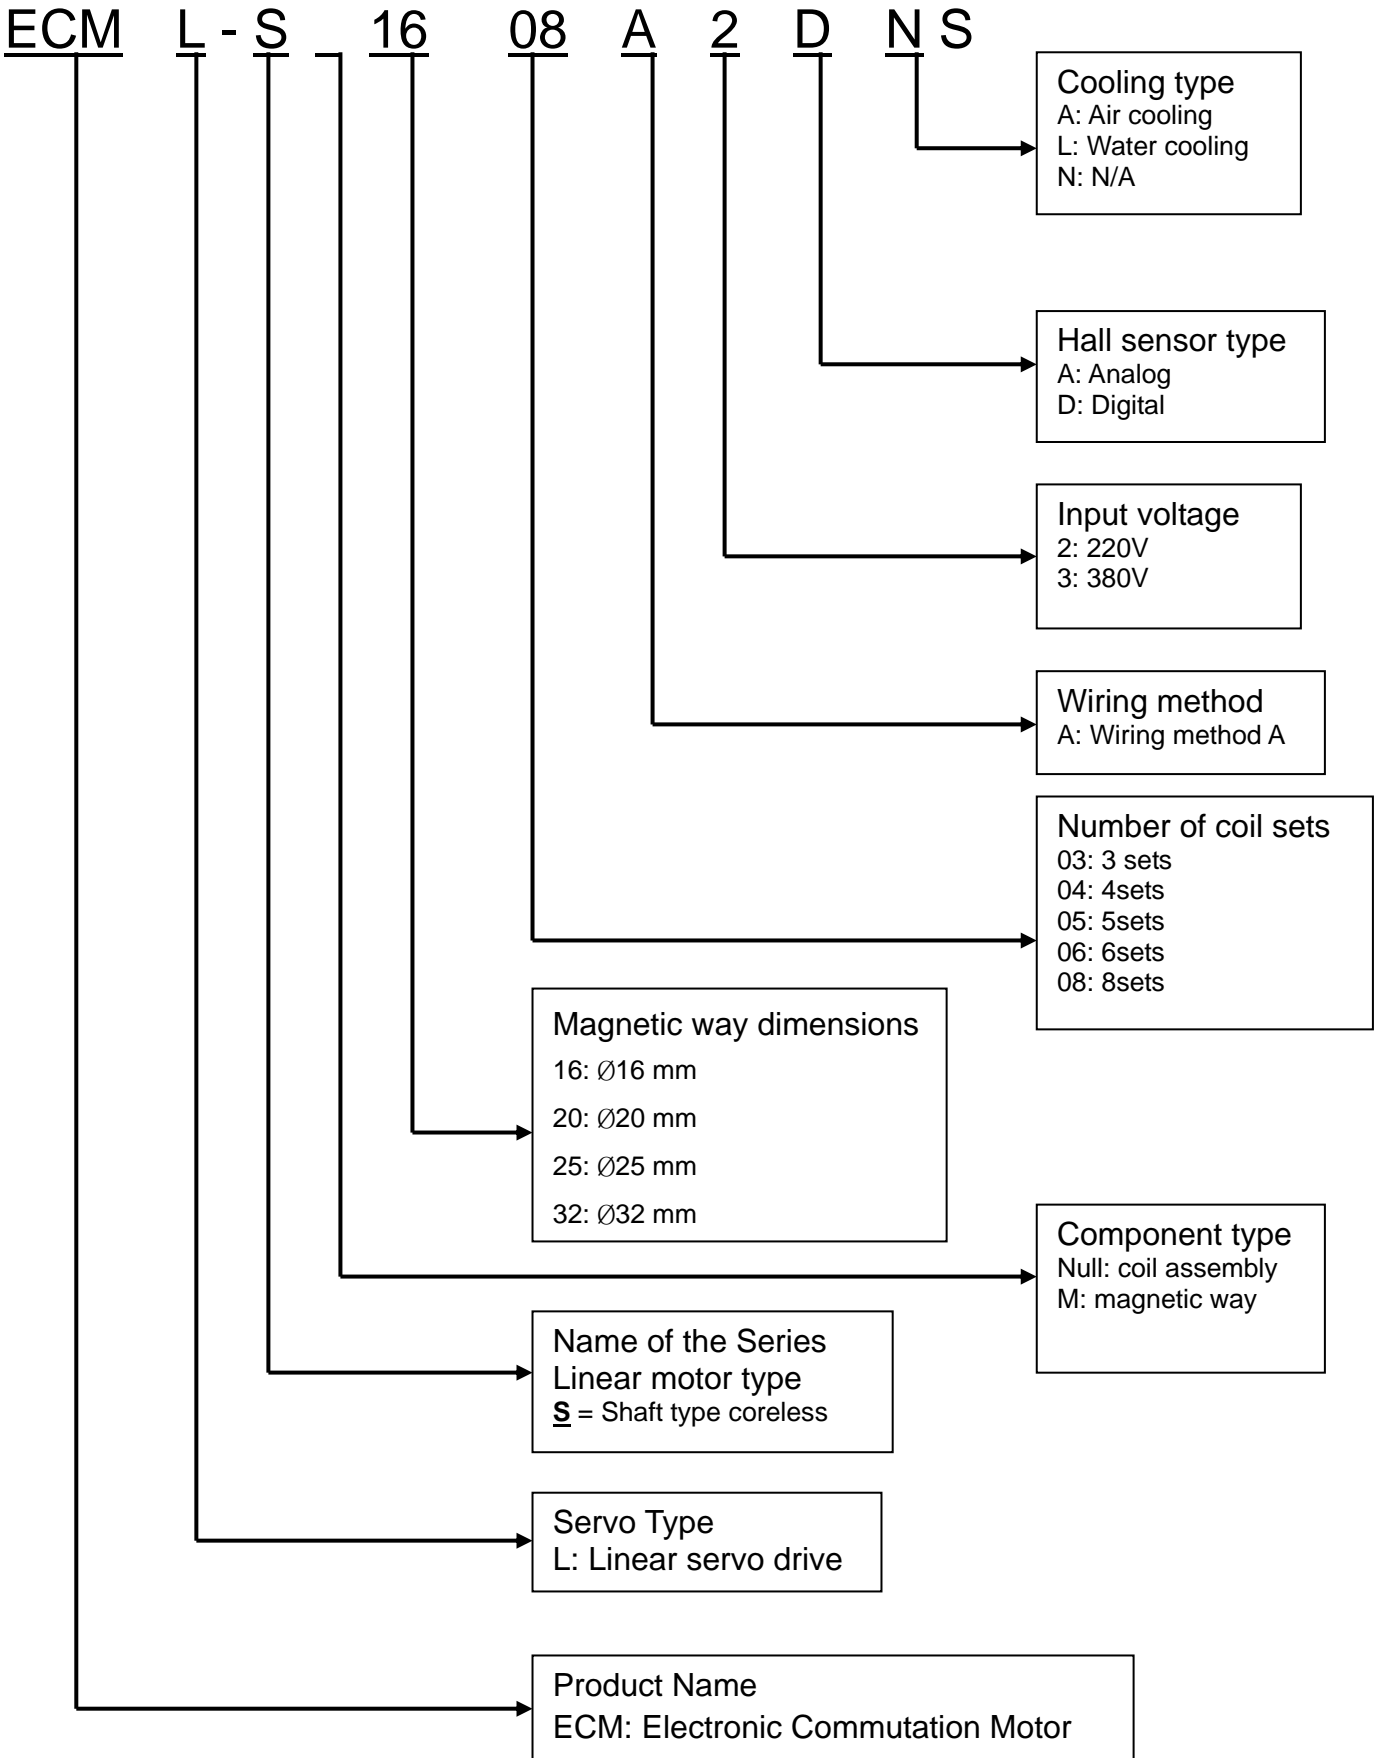 ECM L - S _ 16 08 A 2 D N S
Cooling type
A: Air cooling
L: Water cooling
N: N/A
Hall sensor type
A: Analog
D: Digital
Input voltage
2: 220V
3: 380V
Wiring method
A: Wiring method A
Number of coil sets
03: 3 sets
04: 4sets
05: 5sets
06: 6sets
08: 8sets
Magnetic way dimensions
16: Ø16 mm
20: Ø20 mm
25: Ø25 mm
32: Ø32 mm
Component type
Null: coil assembly
M: magnetic way
Name of the Series
Linear motor type
S = Shaft type coreless
Servo Type
L: Linear servo drive
Product Name
ECM: Electronic Commutation Motor